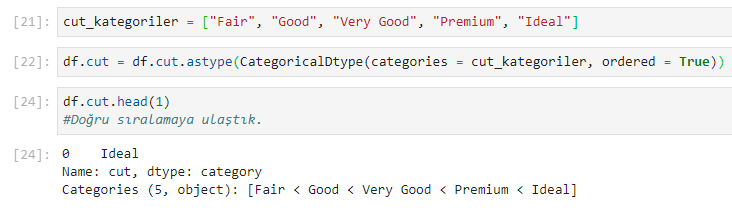 [21]: cut_kategoriler = ["Fair", "Good", "Very Good", "Premium", "Ideal"]
[22]: df.cut = df.cut.astype(CategoricalDtype(categories = cut_kategoriler, ordered = True))
[24]: df.cut.head(1)
#Doğru sıralamaya ulaştık.
[24]: 0    Ideal
Name: cut, dtype: category
Categories (5, object): [Fair < Good < Very Good < Premium < Ideal]